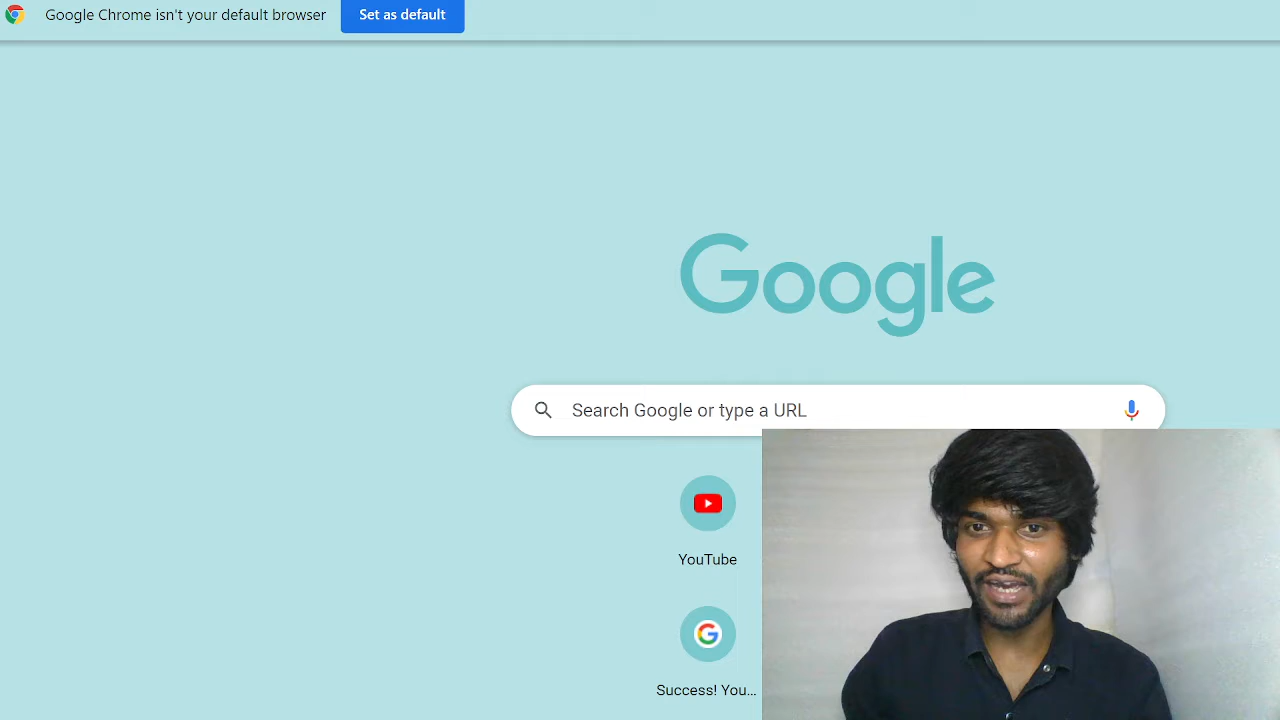 Google Chrome isn't your default browser
Set as default
Google
Search Google or type a URL
YouTube
Success! You...